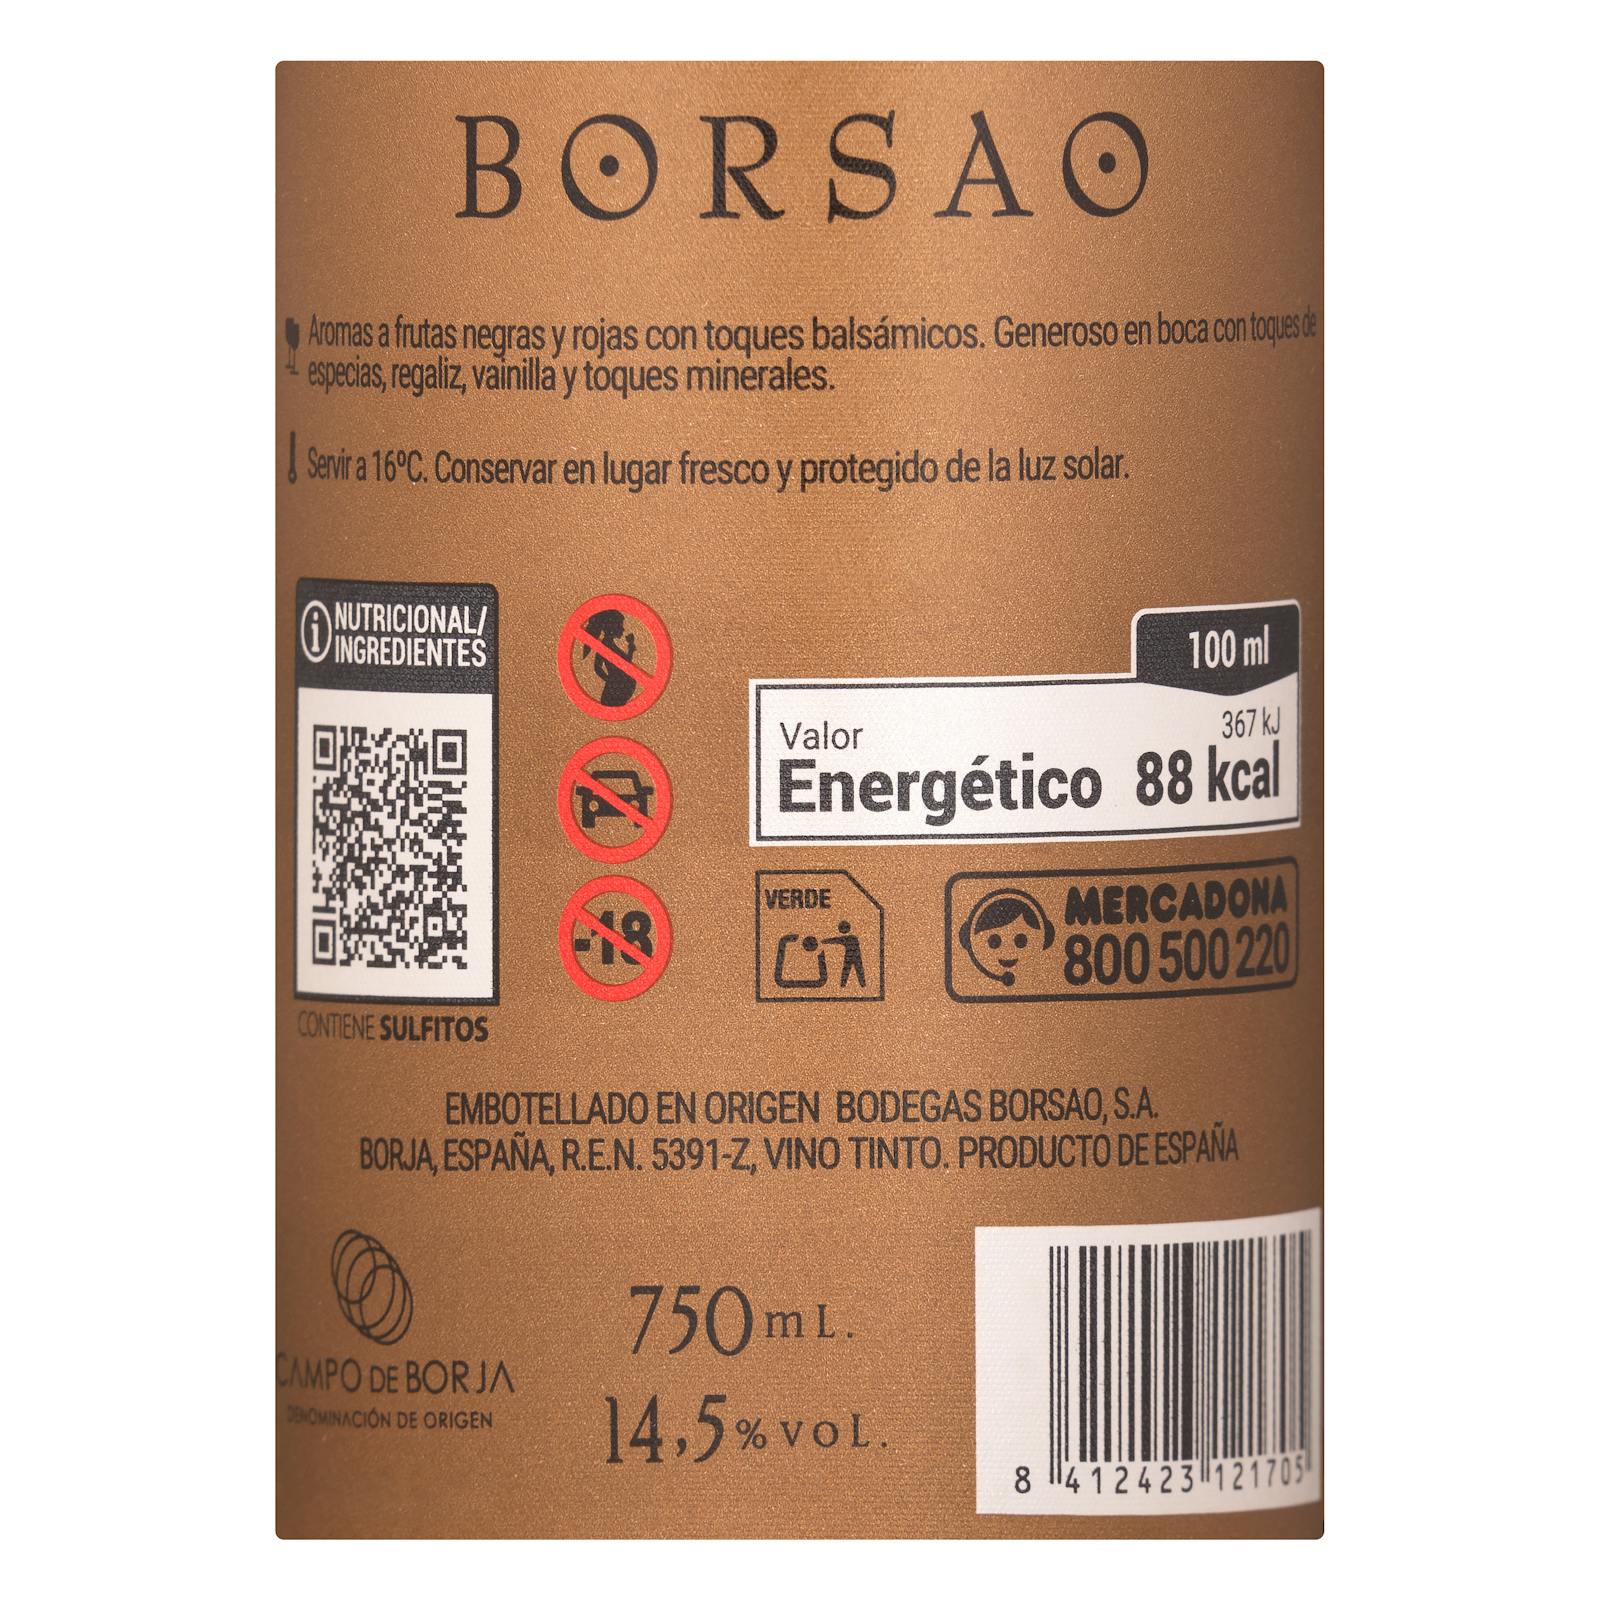 BORSAO
Aromas a frutas negras y rojas con toques balsámicos. Generoso en boca con toques de
especias, regaliz, vainilla y toques minerales.
Servir a 16ºC. Conservar en lugar fresco y protegido de la luz solar.
i NUTRICIONAL/
INGREDIENTES
CONTIENE SULFITOS
-18
100 ml
367 kJ
Valor
Energético 88 kcal
VERDE
MERCADONA
800 500 220
EMBOTELLADO EN ORIGEN BODEGAS BORSAO, S.A.
BORJA, ESPAÑA, R.E.N. 5391-Z, VINO TINTO. PRODUCTO DE ESPAÑA
CAMPO DE BORJA
DENOMINACIÓN DE ORIGEN
750 mL.
14,5 % VOL.
8 412423 121705